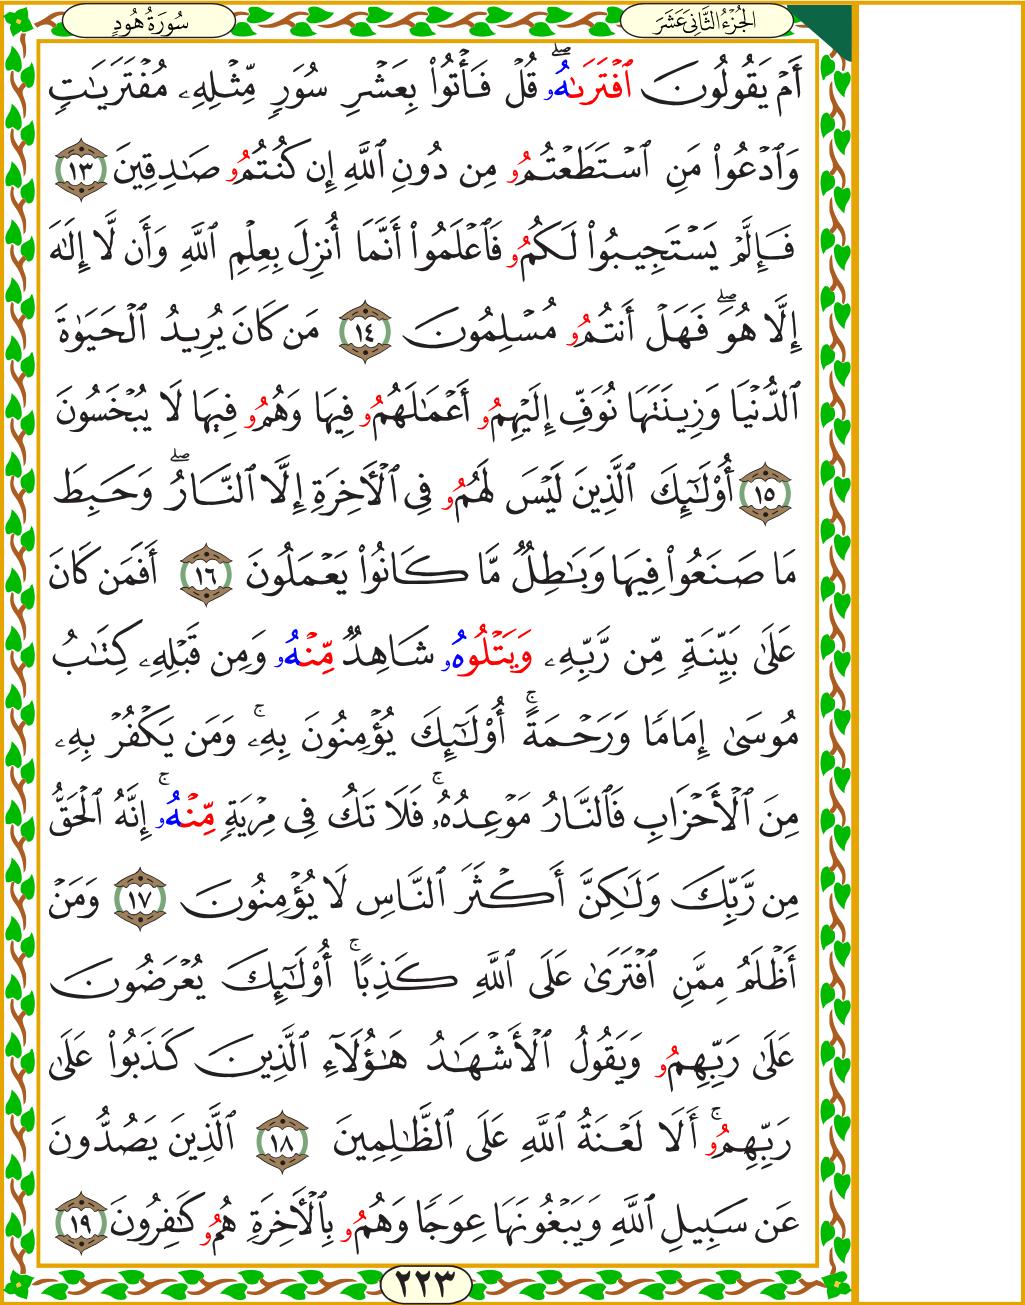 الجُزْءُ الثَّانِي عَشَرَ
سُورَةُ هُودٍ
أَمْ يَقُولُونَ ٱفْتَرَىٰهُۥۖ قُلْ فَأْتُوا۟ بِعَشْرِ سُوَرٍ مِّثْلِهِۦ مُفْتَرَيَـٰتٍ
وَٱدْعُوا۟ مَنِ ٱسْتَطَعْتُمُۥ مِن دُونِ ٱللَّهِ إِن كُنتُمُۥ صَـٰدِقِينَ ١٣
فَإِلَّمْ يَسْتَجِيبُوا۟ لَكُمُۥ فَٱعْلَمُوٓا۟ أَنَّمَآ أُنزِلَ بِعِلْمِ ٱللَّهِ وَأَن لَّآ إِلَـٰهَ
إِلَّا هُوَۖ فَهَلْ أَنتُمُۥ مُسْلِمُونَ ١٤ مَن كَانَ يُرِيدُ ٱلْحَيَوٰةَ
ٱلدُّنْيَا وَزِينَتَهَا نُوَفِّ إِلَيْهِمُۥ أَعْمَـٰلَهُمُۥ فِيهَا وَهُمُۥ فِيهَا لَا يُبْخَسُونَ
١٥ أُو۟لَـٰٓئِكَ ٱلَّذِينَ لَيْسَ لَهُمُۥ فِى ٱلْأَخِرَةِ إِلَّا ٱلنَّارُۖ وَحَبِطَ
مَا صَنَعُوا۟ فِيهَا وَبَـٰطِلٌ مَّا كَانُوا۟ يَعْمَلُونَ ١٦ أَفَمَن كَانَ
عَلَىٰ بَيِّنَةٍ مِّن رَّبِّهِۦ وَيَتْلُوهُۥ شَاهِدٌ مِّنْهُۥ وَمِن قَبْلِهِۦ كِتَـٰبُ
مُوسَىٰ إِمَامًا وَرَحْمَةًۚ أُو۟لَـٰٓئِكَ يُؤْمِنُونَ بِهِۦۚ وَمَن يَكْفُرْ بِهِۦ
مِنَ ٱلْأَحْزَابِ فَٱلنَّارُ مَوْعِدُهُۥۚ فَلَا تَكُ فِى مِرْيَةٍ مِّنْهُۥۚ إِنَّهُ ٱلْحَقُّ
مِن رَّبِّكَ وَلَـٰكِنَّ أَكْثَرَ ٱلنَّاسِ لَا يُؤْمِنُونَ ١٧ وَمَنْ
أَظْلَمُ مِمَّنِ ٱفْتَرَىٰ عَلَى ٱللَّهِ كَذِبًاۚ أُو۟لَـٰٓئِكَ يُعْرَضُونَ
عَلَىٰ رَبِّهِمُۥ وَيَقُولُ ٱلْأَشْهَـٰدُ هَـٰٓؤُلَآءِ ٱلَّذِينَ كَذَبُوا۟ عَلَىٰ
رَبِّهِمُۥۚ أَلَا لَعْنَةُ ٱللَّهِ عَلَى ٱلظَّـٰلِمِينَ ١٨ ٱلَّذِينَ يَصُدُّونَ
عَن سَبِيلِ ٱللَّهِ وَيَبْغُونَهَا عِوَجًا وَهُمُۥ بِٱلْأَخِرَةِ هُمُۥ كَـٰفِرُونَ ١٩
٢٢٣